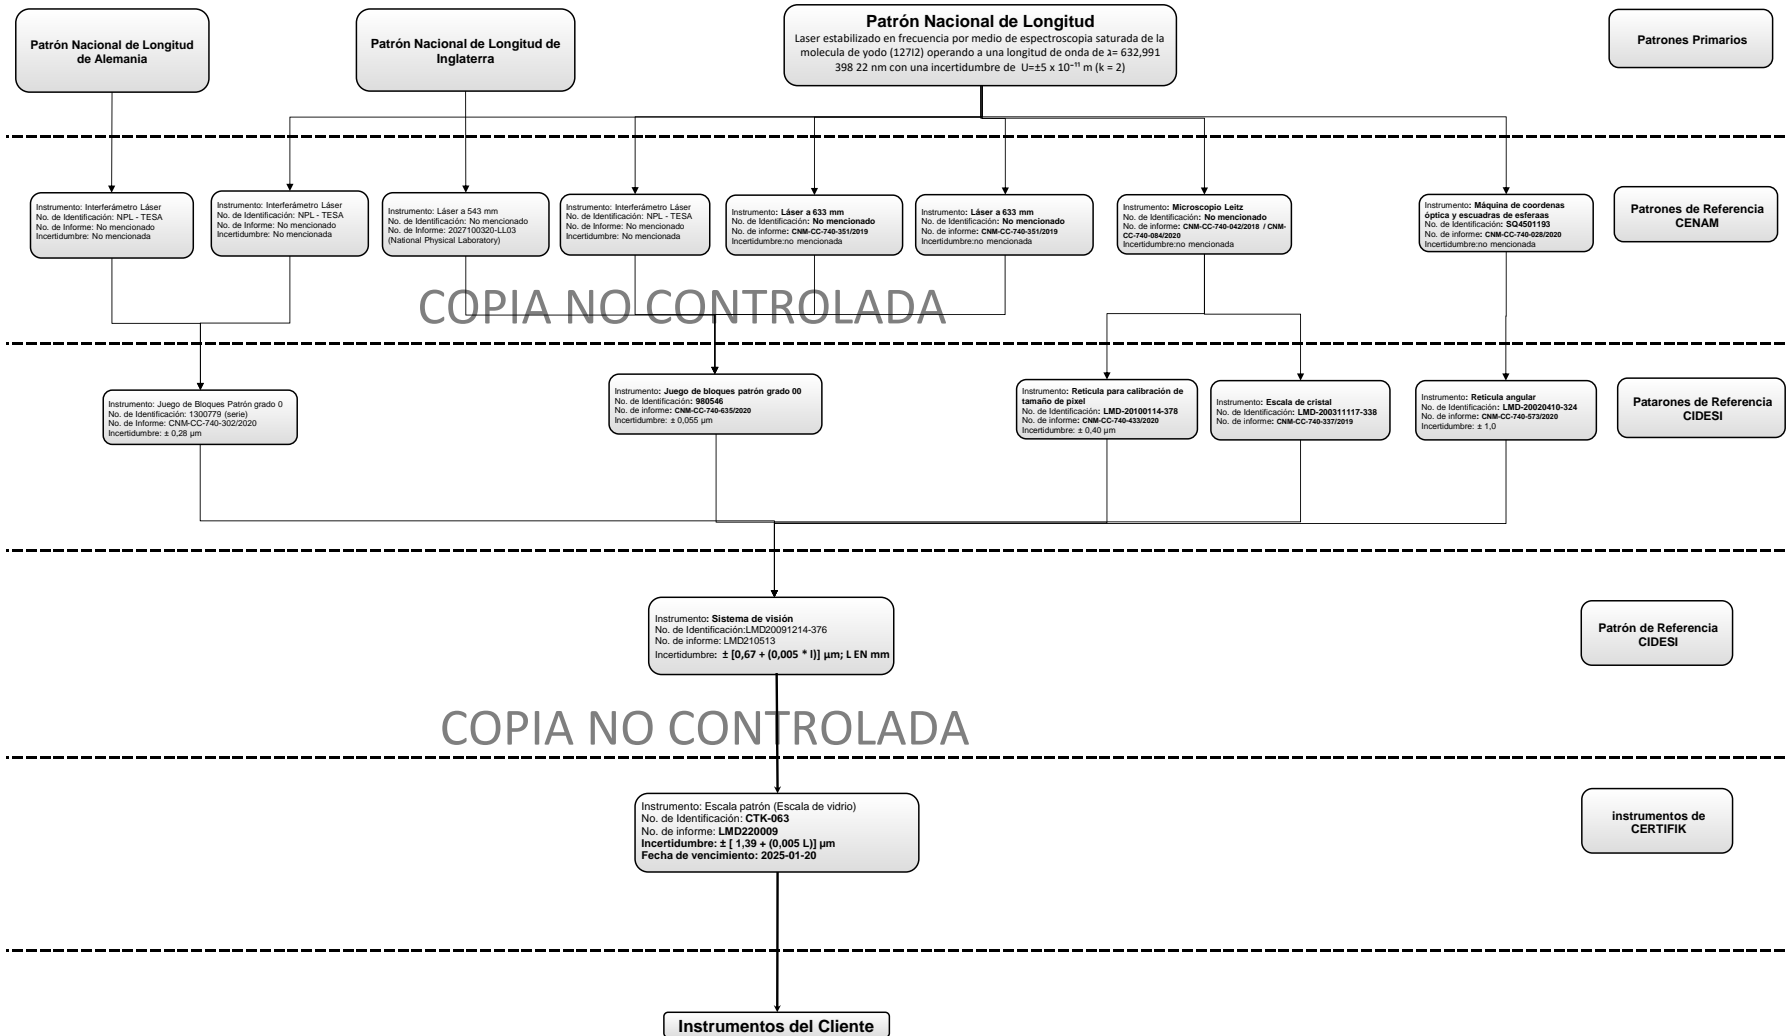 Patrón Nacional de Longitud
de Alemania
Patrón Nacional de Longitud de
Inglaterra
Patrón Nacional de Longitud
Laser estabilizado en frecuencia por medio de espectroscopia saturada de la
molecula de yodo (127I2) operando a una longitud de onda de λ= 632,991
398 22 nm con una incertidumbre de U=±5 x 10⁻¹¹ m (k = 2)
Patrones Primarios
Instrumento: Interferámetro Láser
No. de Identificación: NPL - TESA
No. de Informe: No mencionado
Incertidumbre: No mencionada
Instrumento: Interferámetro Láser
No. de Identificación: NPL - TESA
No. de Informe: No mencionado
Incertidumbre: No mencionada
Instrumento: Láser a 543 mm
No. de Identificación: No mencionado
No. de Informe: 2027100320-LL03
(National Physical Laboratory)
Instrumento: Interferámetro Láser
No. de Identificación: NPL - TESA
No. de Informe: No mencionado
Incertidumbre: No mencionada
Instrumento: Láser a 633 mm
No. de Identificación: No mencionado
No. de informe: CNM-CC-740-351/2019
Incertidumbre:no mencionada
Instrumento: Láser a 633 mm
No. de Identificación: No mencionado
No. de informe: CNM-CC-740-351/2019
Incertidumbre:no mencionada
Instrumento: Microscopio Leitz
No. de Identificación: No mencionado
No. de informe: CNM-CC-740-042/2018 / CNM-
CC-740-084/2020
Incertidumbre:no mencionada
Instrumento: Máquina de coordenas
óptica y escuadras de esferaas
No. de Identificación: SQ4501193
No. de informe: CNM-CC-740-028/2020
Incertidumbre:no mencionada
Patrones de Referencia
CENAM
COPIA NO CONTROLADA
Instrumento: Juego de Bloques Patrón grado 0
No. de Identificación: 1300779 (serie)
No. de Informe: CNM-CC-740-302/2020
Incertidumbre: ± 0,28 µm
Instrumento: Juego de bloques patrón grado 00
No. de Identificación: 980546
No. de informe: CNM-CC-740-635/2020
Incertidumbre: ± 0,055 µm
Instrumento: Reticula para calibración de
tamaño de pixel
No. de Identificación: LMD-20100114-378
No. de informe: CNM-CC-740-433/2020
Incertidumbre: ± 0,40 µm
Instrumento: Escala de cristal
No. de Identificación: LMD-200311117-338
No. de informe: CNM-CC-740-337/2019
Instrumento: Reticula angular
No. de Identificación: LMD-20020410-324
No. de informe: CNM-CC-740-573/2020
Incertidumbre: ± 1,0
Patarones de Referencia
CIDESI
Instrumento: Sistema de visión
No. de Identificación:LMD20091214-376
No. de informe: LMD210513
Incertidumbre: ± [0,67 + (0,005 * l)] µm; L EN mm
Patrón de Referencia
CIDESI
COPIA NO CONTROLADA
Instrumento: Escala patrón (Escala de vidrio)
No. de Identificación: CTK-063
No. de informe: LMD220009
Incertidumbre: ± [ 1,39 + (0,005 L)] µm
Fecha de vencimiento: 2025-01-20
instrumentos de
CERTIFIK
Instrumentos del Cliente